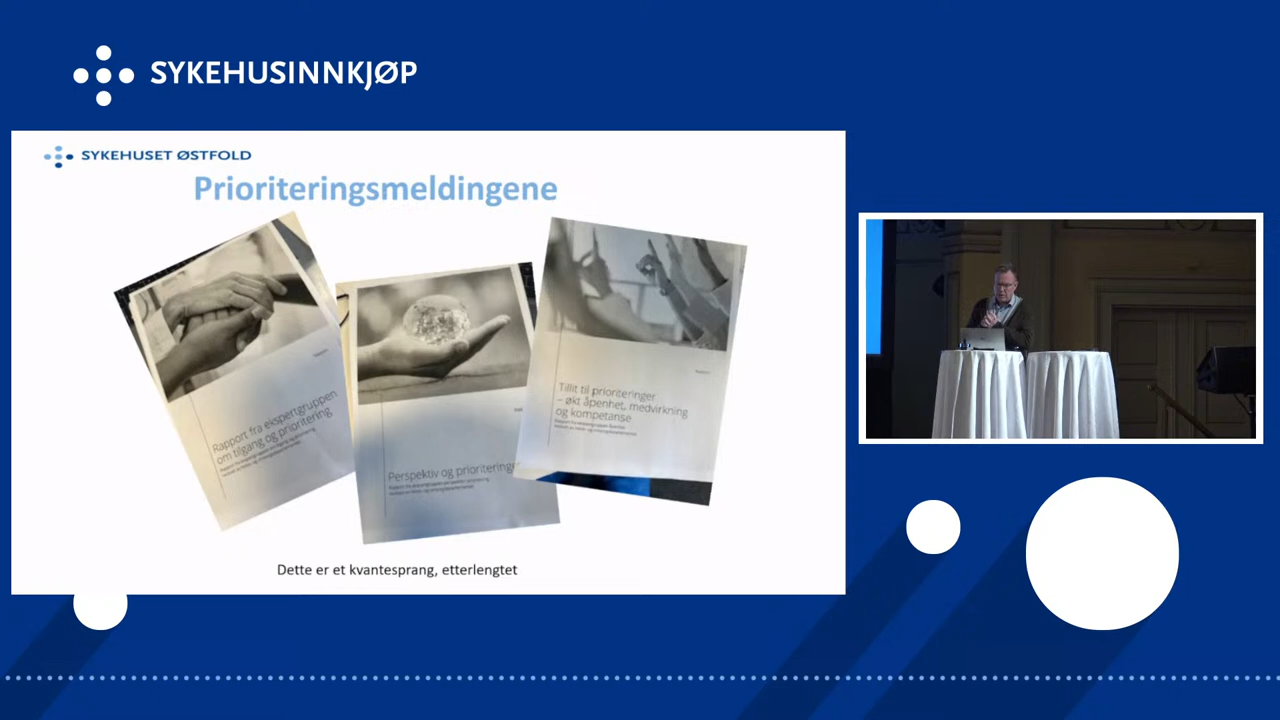 SYKEHUSINNKJØP
SYKEHUSET ØSTFOLD
Prioriteringsmeldingene
Rapport fra ekspertgruppen
om tilgang og prioritering
Perspektiv og prioriteringer
Tillit til prioriteringer
– økt åpenhet, medvirkning
og kompetanse
Dette er et kvantesprang, etterlengtet